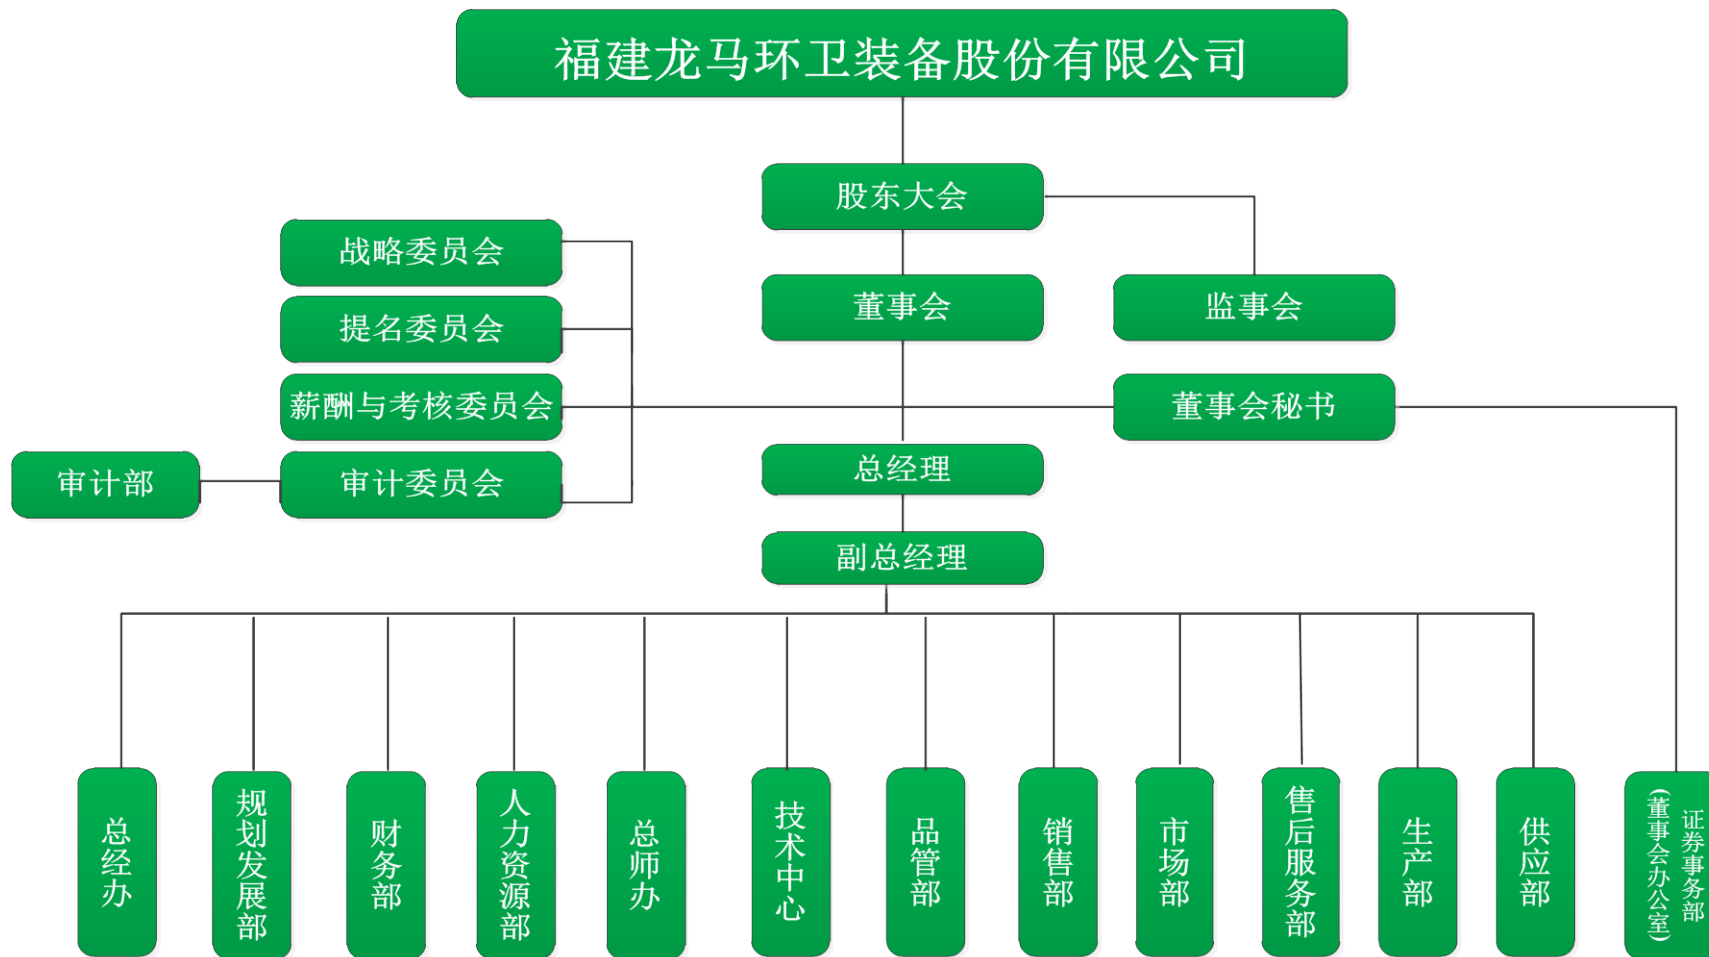 福建龙马环卫装备股份有限公司
股东大会
战略委员会
董事会
监事会
提名委员会
薪酬与考核委员会
董事会秘书
总经理
审计部
审计委员会
副总经理
总经办
规划发展部
财务部
人力资源部
总师办
技术中心
品管部
销售部
市场部
售后服务部
生产部
供应部
证券事务部
(董事会办公室)